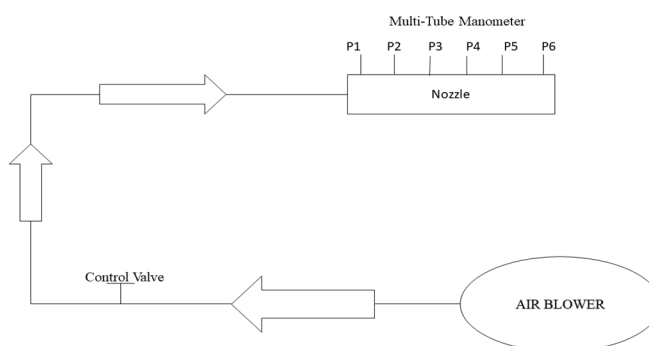 Multi-Tube Manometer
P1 P2 P3 P4 P5 P6
Nozzle
Control Valve
AIR BLOWER